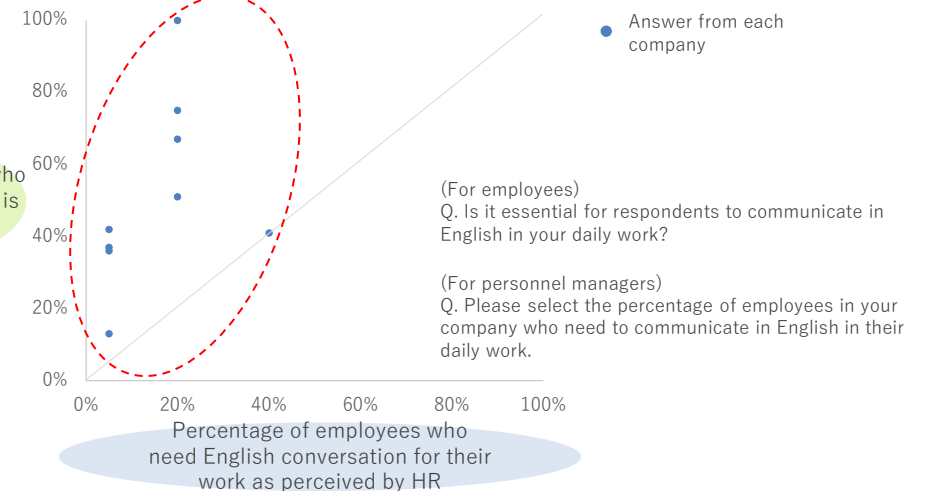 100%
80%
60%
40%
20%
0%
0% 20% 40% 60% 80% 100%
who
is
Answer from each
company
(For employees)
Q. Is it essential for respondents to communicate in
English in your daily work?
(For personnel managers)
Q. Please select the percentage of employees in your
company who need to communicate in English in their
daily work.
Percentage of employees who
need English conversation for their
work as perceived by HR